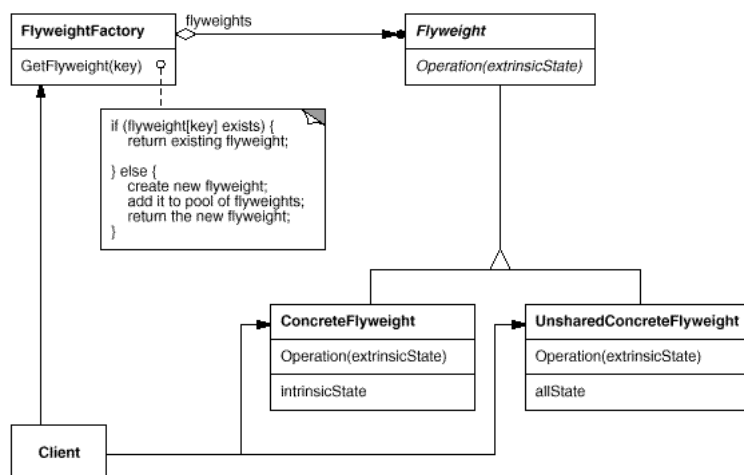 flyweights
FlyweightFactory
GetFlyweight(key)
Flyweight
Operation(extrinsicState)
if (flyweight[key] exists) {
return existing flyweight;
} else {
create new flyweight;
add it to pool of flyweights;
return the new flyweight;
}
ConcreteFlyweight
Operation(extrinsicState)
intrinsicState
UnsharedConcreteFlyweight
Operation(extrinsicState)
allState
Client